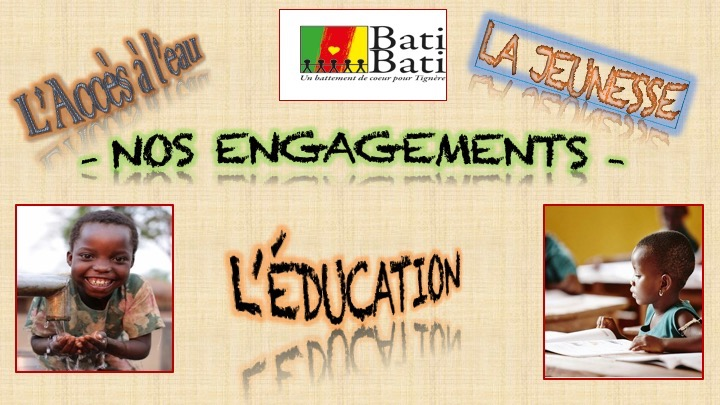 L'Accès à l'eau
Bati
Bati
Un battement de coeur pour Tignère
LA JEUNESSE
- NOS ENGAGEMENTS -
L'ÉDUCATION